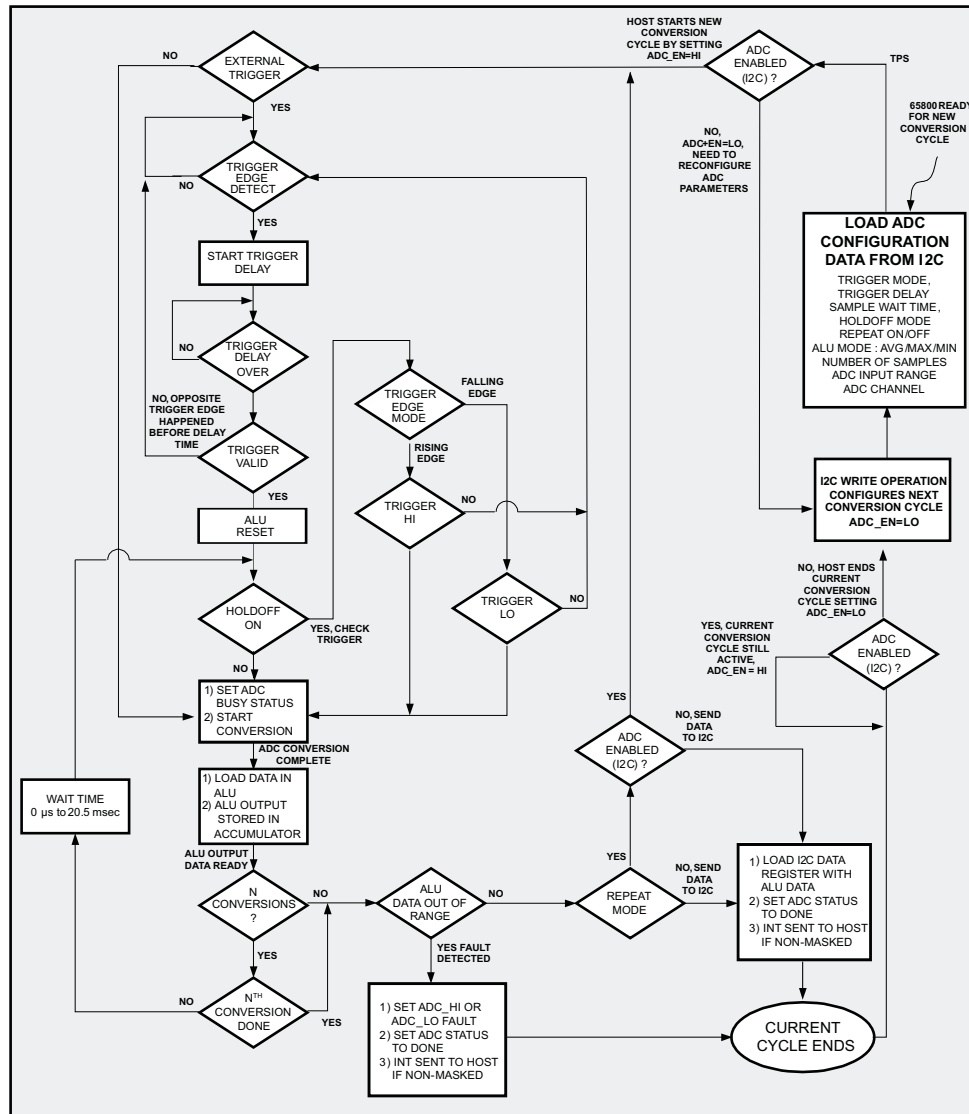 HOST STARTS NEW
CONVERSION
CYCLE BY SETTING
ADC_EN=HI
NO
EXTERNAL
TRIGGER
YES
ADC
ENABLED
(I2C) ?
TPS
65800 READY
FOR NEW
CONVERSION
CYCLE
NO,
ADC+EN=LO,
NEED TO
RECONFIGURE
ADC
PARAMETERS
TRIGGER
EDGE
DETECT
NO
YES
START TRIGGER
DELAY
TRIGGER
DELAY
OVER
NO
NO, OPPOSITE
TRIGGER EDGE
HAPPENED
BEFORE DELAY
TIME
TRIGGER
VALID
YES
ALU
RESET
HOLDOFF
ON
YES, CHECK
TRIGGER
NO
TRIGGER
EDGE
MODE
FALLING
EDGE
RISING
EDGE
TRIGGER
HI
NO
TRIGGER
LO
NO
LOAD ADC
CONFIGURATION
DATA FROM I2C
TRIGGER MODE,
TRIGGER DELAY
SAMPLE WAIT TIME,
HOLDOFF MODE
REPEAT ON/OFF
ALU MODE : AVG/MAX/MIN
NUMBER OF SAMPLES
ADC INPUT RANGE
ADC CHANNEL
I2C WRITE OPERATION
CONFIGURES NEXT
CONVERSION CYCLE
ADC_EN=LO
NO, HOST ENDS
CURRENT
CONVERSION
CYCLE SETTING
ADC_EN=LO
YES, CURRENT
CONVERSION
CYCLE STILL
ACTIVE,
ADC_EN = HI
ADC
ENABLED
(I2C) ?
1) SET ADC
BUSY STATUS
2) START
CONVERSION
ADC CONVERSION
COMPLETE
1) LOAD DATA IN
ALU
2) ALU OUTPUT
STORED IN
ACCUMULATOR
WAIT TIME
0 µs to 20.5 msec
ALU OUTPUT
DATA READY
N
CONVERSIONS
?
NO
YES
NTH
CONVERSION
DONE
NO
YES
ALU
DATA OUT OF
RANGE
NO
YES FAULT
DETECTED
REPEAT
MODE
YES
NO, SEND
DATA
TO I2C
ADC
ENABLED
(I2C) ?
YES
NO, SEND
DATA
TO I2C
1) LOAD I2C DATA
REGISTER WITH
ALU DATA
2) SET ADC STATUS
TO DONE
3) INT SENT TO HOST
IF NON-MASKED
1) SET ADC_HI OR
ADC_LO FAULT
2) SET ADC STATUS
TO DONE
3) INT SENT TO HOST
IF NON-MASKED
CURRENT
CYCLE ENDS